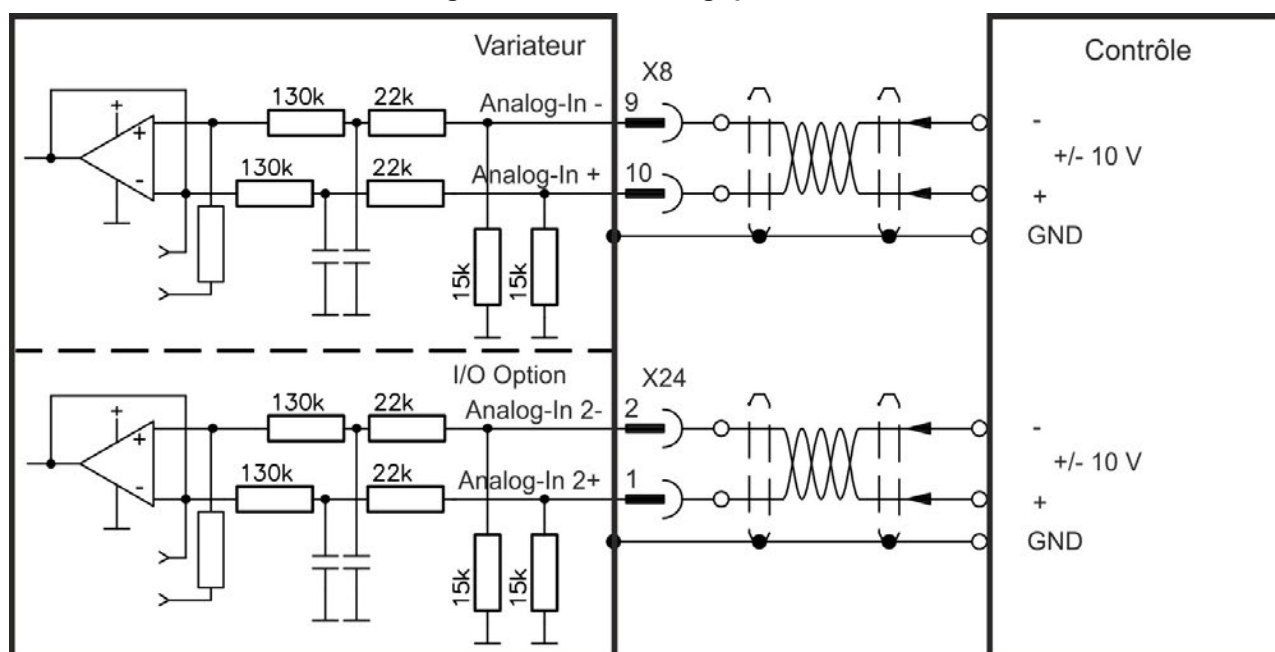 Variateur
Contrôle
X8
130k
22k
Analog-In -
9
-
+
+
+/- 10 V
130k
22k
Analog-In +
10
+
-
GND
15k
15k
I/O Option
X24
130k
22k
Analog-In 2-
2
-
+
+
+/- 10 V
130k
22k
Analog-In 2+
1
+
-
GND
15k
15k